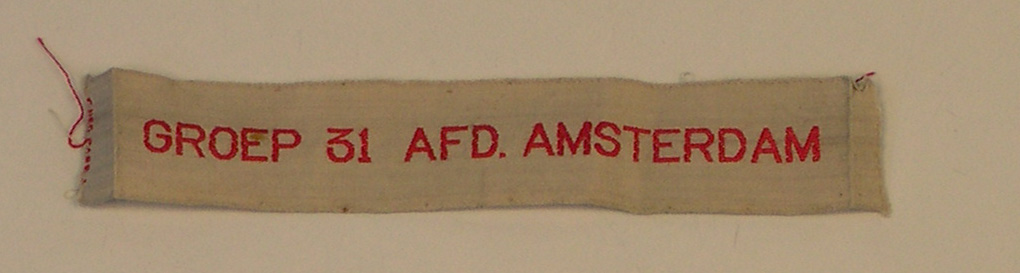 GROEP 31 AFD. AMSTERDAM